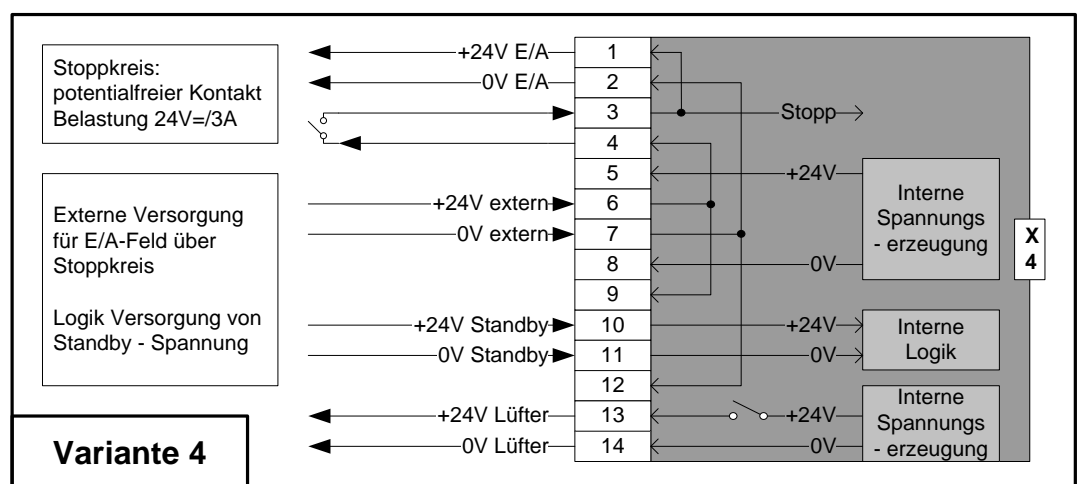 Stoppkreis:
potentialfreier Kontakt
Belastung 24V=/3A
Externe Versorgung
für E/A-Feld über
Stoppkreis
Logik Versorgung von
Standby - Spannung
Variante 4
+24V E/A
0V E/A
+24V extern
0V extern
+24V Standby
0V Standby
+24V Lüfter
0V Lüfter
1
2
3
4
5
6
7
8
9
10
11
12
13
14
Stopp
+24V
0V
Interne
Spannungs
- erzeugung
+24V
0V
Interne
Logik
+24V
0V
Interne
Spannungs
- erzeugung
X
4